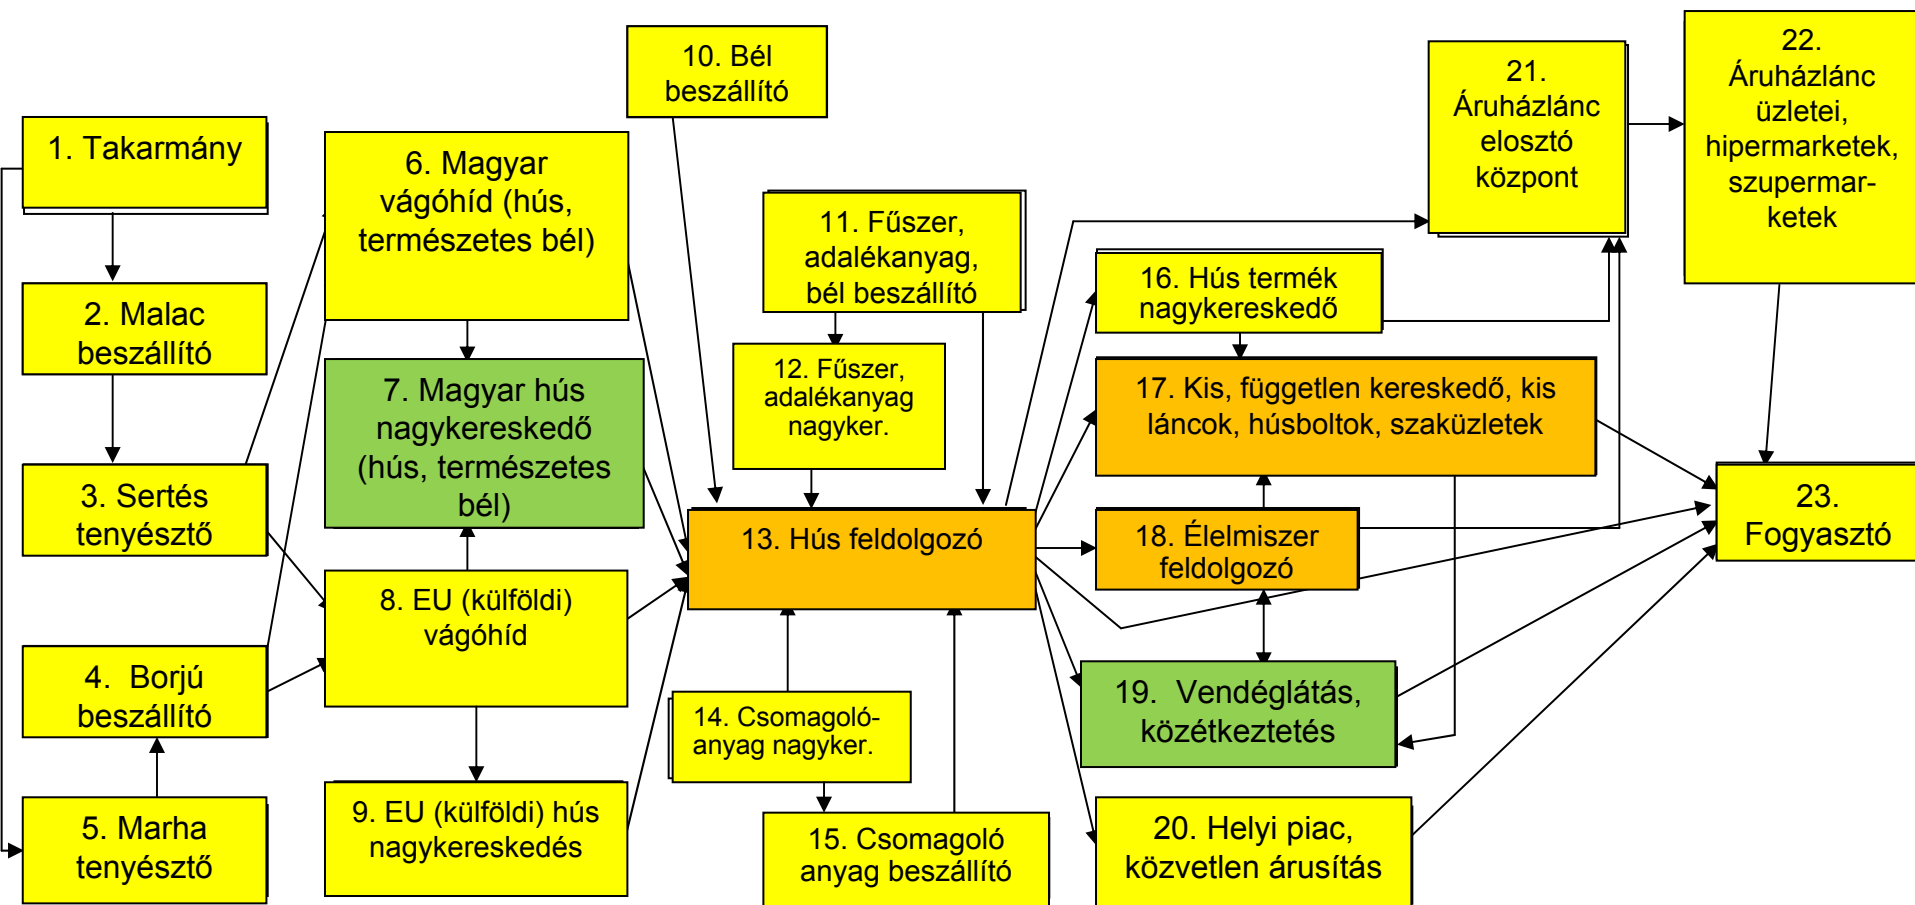 1. Takarmány
2. Malac
beszállító
3. Sertés
tenyésztő
4. Borjú
beszállító
5. Marha
tenyésztő
6. Magyar
vágóhíd (hús,
természetes bél)
7. Magyar hús
nagykereskedő
(hús, természetes
bél)
8. EU (külföldi)
vágóhíd
9. EU (külföldi) hús
nagykereskedés
10. Bél
beszállító
11. Fűszer,
adalékanyag,
bél beszállító
12. Fűszer,
adalékanyag
nagyker.
13. Hús feldolgozó
14. Csomagoló-
anyag nagyker.
15. Csomagoló
anyag beszállító
16. Hús termék
nagykereskedő
17. Kis, független kereskedő, kis
láncok, húsboltok, szaküzletek
18. Élelmiszer
feldolgozó
19. Vendéglátás,
közétkeztetés
20. Helyi piac,
közvetlen árusítás
21.
Áruházlánc
elosztó
központ
22.
Áruházlánc
üzletei,
hipermarketek,
szupermar-
ketek
23.
Fogyasztó